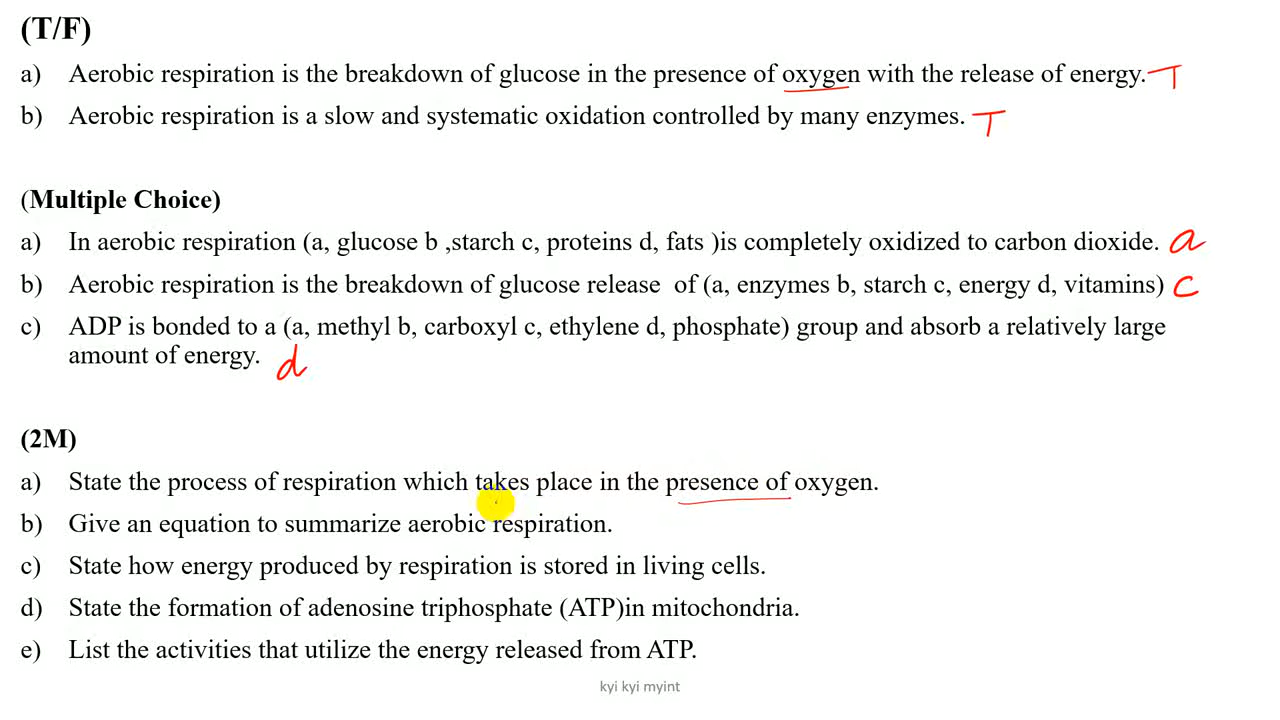 (T/F)
a) Aerobic respiration is the breakdown of glucose in the presence of oxygen with the release of energy. T
b) Aerobic respiration is a slow and systematic oxidation controlled by many enzymes. T
(Multiple Choice)
a) In aerobic respiration (a, glucose b ,starch c, proteins d, fats )is completely oxidized to carbon dioxide. a
b) Aerobic respiration is the breakdown of glucose release of (a, enzymes b, starch c, energy d, vitamins) c
c) ADP is bonded to a (a, methyl b, carboxyl c, ethylene d, phosphate) group and absorb a relatively large
amount of energy. d
(2M)
a) State the process of respiration which takes place in the presence of oxygen.
b) Give an equation to summarize aerobic respiration.
c) State how energy produced by respiration is stored in living cells.
d) State the formation of adenosine triphosphate (ATP)in mitochondria.
e) List the activities that utilize the energy released from ATP.
kyi kyi myint